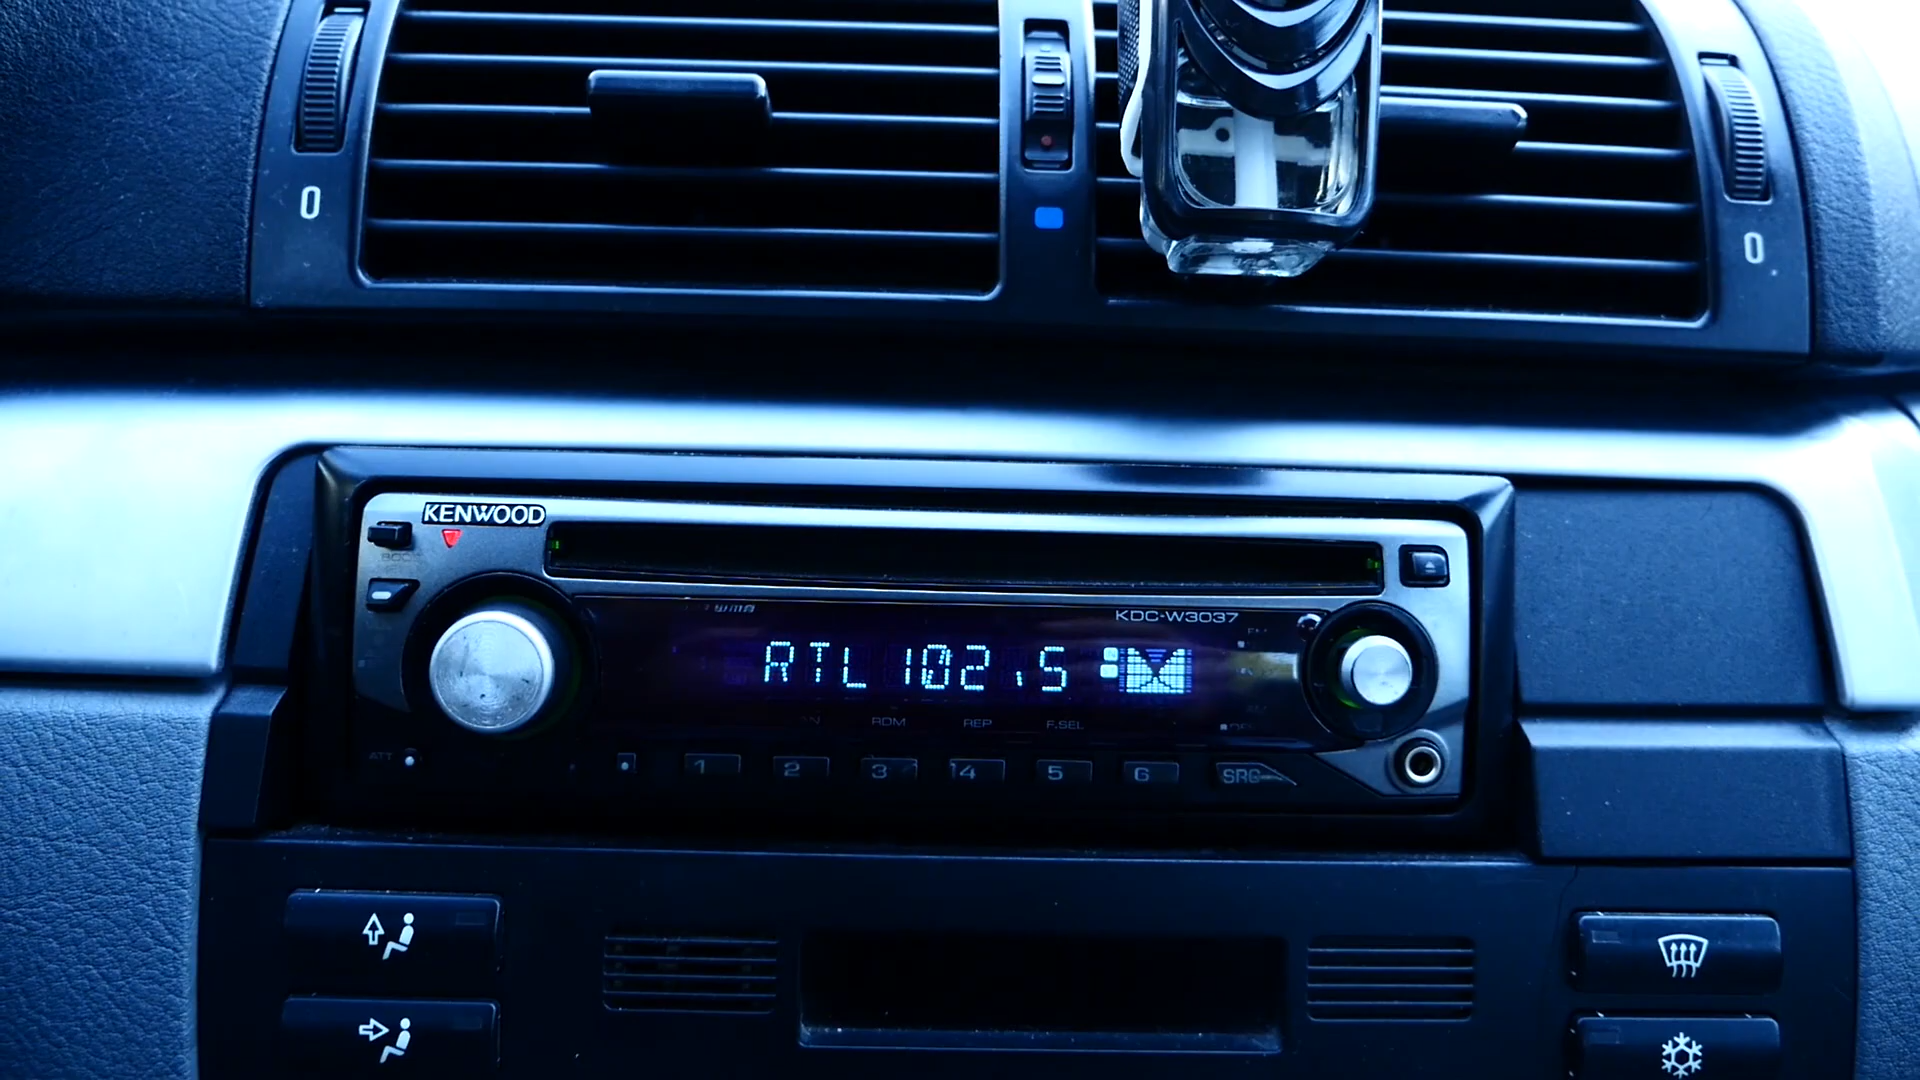 0
0
KENWOOD
KDC-W3037
RTL 102.5
RDM REP F.SEL
ATT
1 2 3 4 5 6 SRC